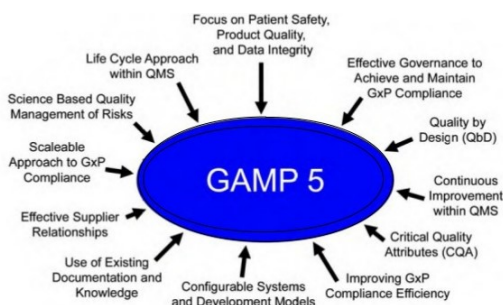 Focus on Patient Safety,
Product Quality,
and Data Integrity
Life Cycle Approach
within QMS
Effective Governance to
Achieve and Maintain
GxP Compliance
Science Based Quality
Management of Risks
Quality by
Design (QbD)
Scaleable
Approach to GxP
Compliance
GAMP 5
Continuous
Improvement
within QMS
Effective Supplier
Relationships
Critical Quality
Attributes (CQA)
Use of Existing
Documentation and
Knowledge
Configurable Systems
and Development Models
Improving GxP
Compliance Efficiency